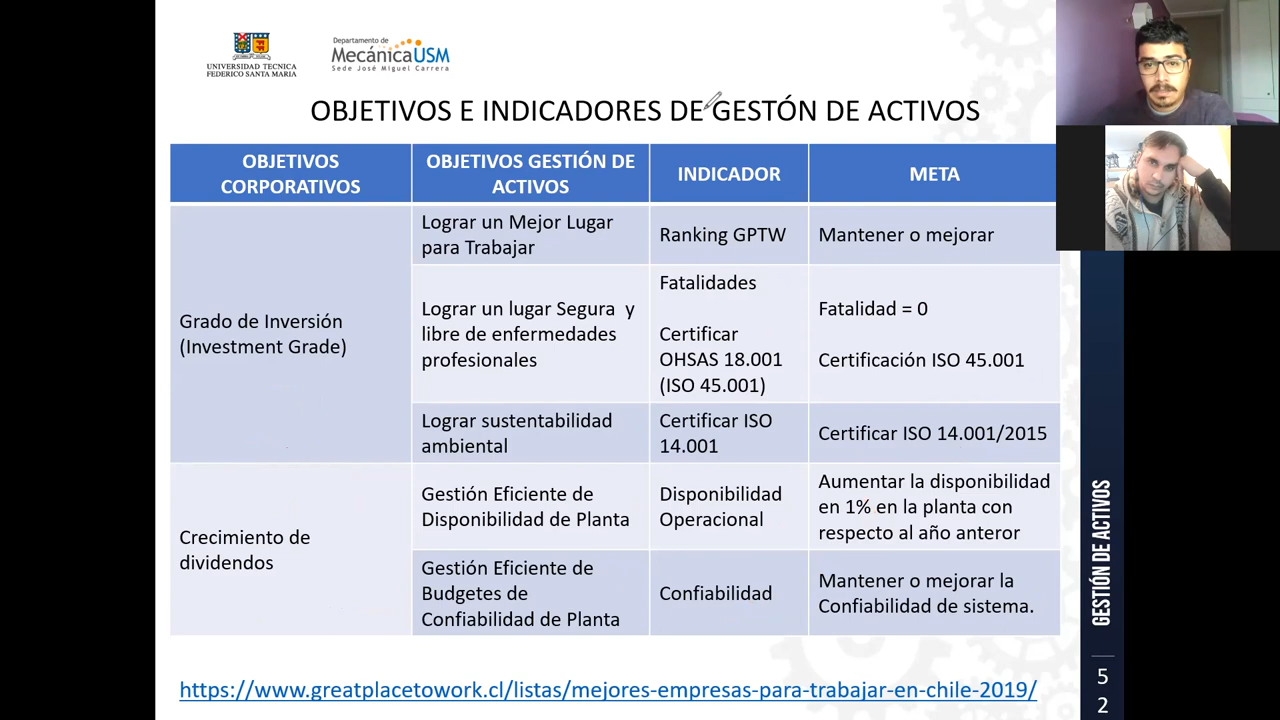 UNIVERSIDAD TECNICA
FEDERICO SANTA MARIA
Departamento de
MecánicaUSM
Sede José Miguel Carrera
OBJETIVOS E INDICADORES DE GESTÓN DE ACTIVOS
OBJETIVOS
CORPORATIVOS
OBJETIVOS GESTIÓN DE
ACTIVOS
INDICADOR
META
Grado de Inversión
(Investment Grade)
Lograr un Mejor Lugar
para Trabajar
Ranking GPTW
Mantener o mejorar
Lograr un lugar Segura y
libre de enfermedades
profesionales
Fatalidades
Certificar
OHSAS 18.001
(ISO 45.001)
Fatalidad = 0
Certificación ISO 45.001
Lograr sustentabilidad
ambiental
Certificar ISO
14.001
Certificar ISO 14.001/2015
Crecimiento de
dividendos
Gestión Eficiente de
Disponibilidad de Planta
Disponibilidad
Operacional
Aumentar la disponibilidad
en 1% en la planta con
respecto al año anteror
Gestión Eficiente de
Budgetes de
Confiabilidad de Planta
Confiabilidad
Mantener o mejorar la
Confiabilidad de sistema.
https://www.greatplacetowork.cl/listas/mejores-empresas-para-trabajar-en-chile-2019/
GESTIÓN DE ACTIVOS
5
2